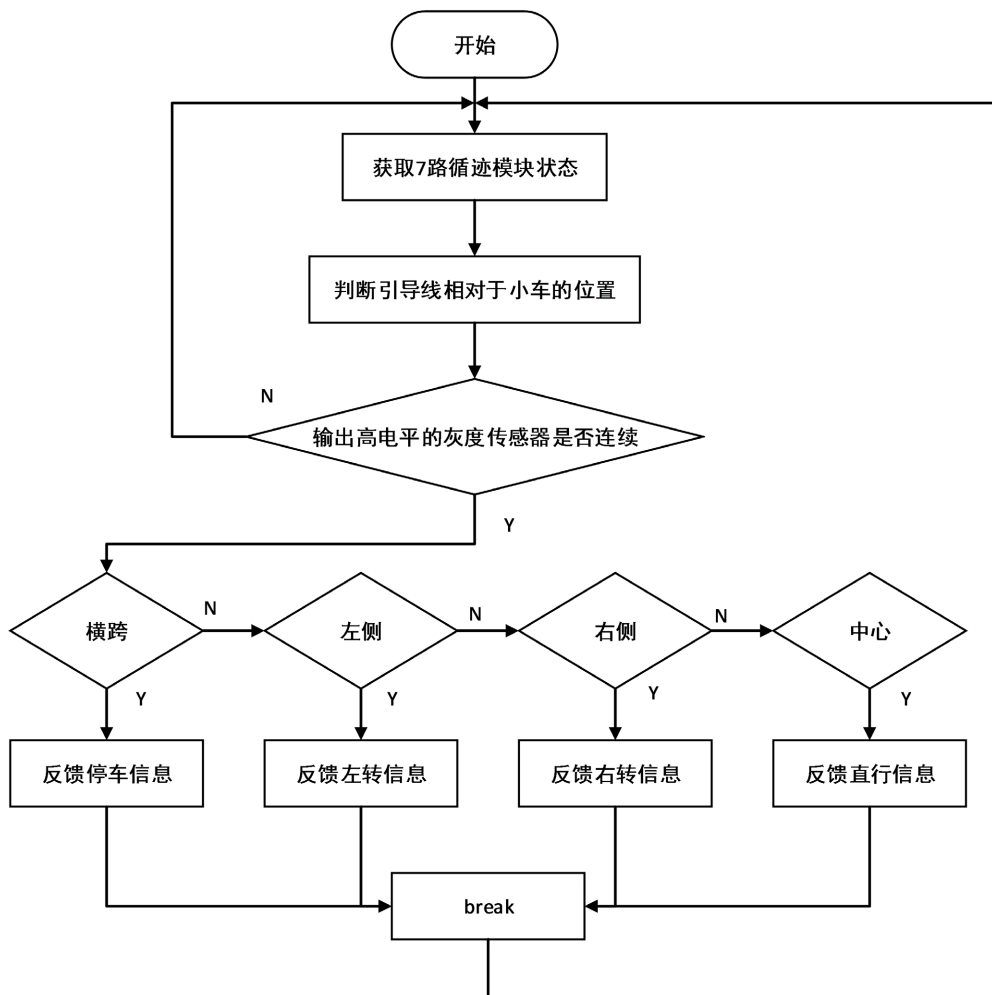 开始
获取7路循迹模块状态
判断引导线相对于小车的位置
N
输出高电平的灰度传感器是否连续
Y
横跨
N
左侧
N
右侧
N
中心
Y
Y
Y
Y
反馈停车信息
反馈左转信息
反馈右转信息
反馈直行信息
break